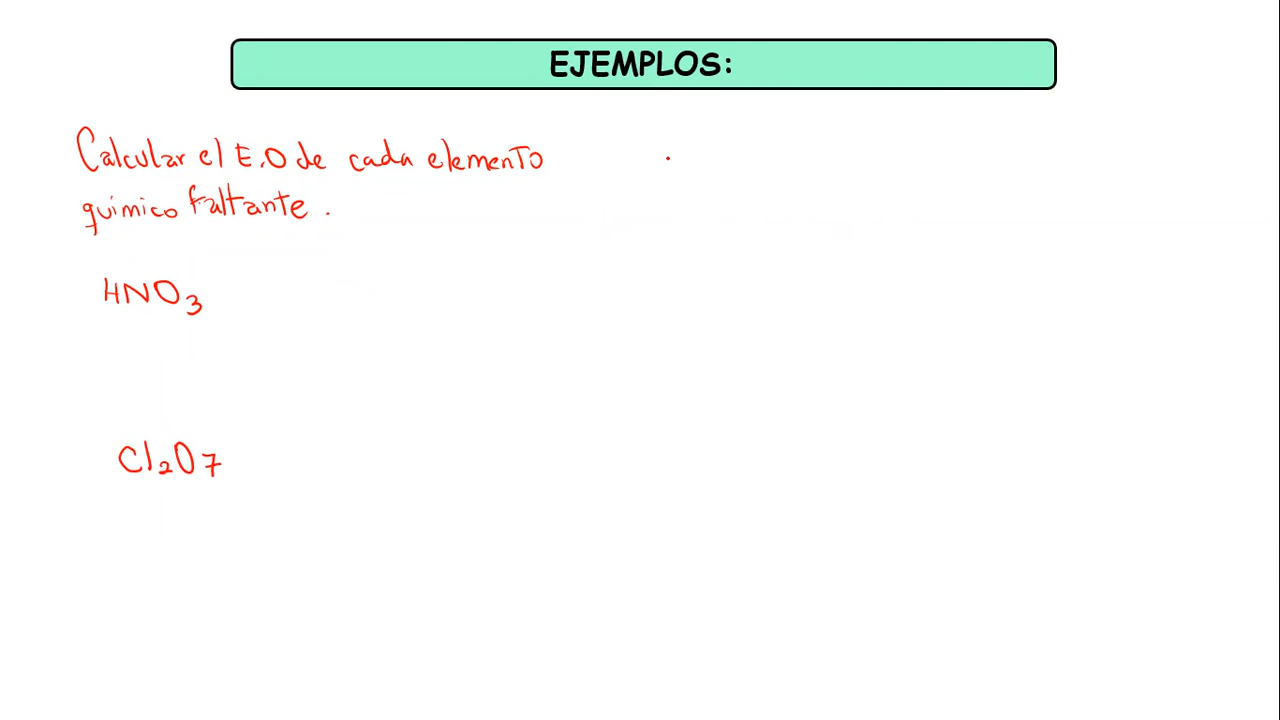 EJEMPLOS:
Calcular el E.O de cada elemento
químico faltante.
HNO₃
Cl₂O₇